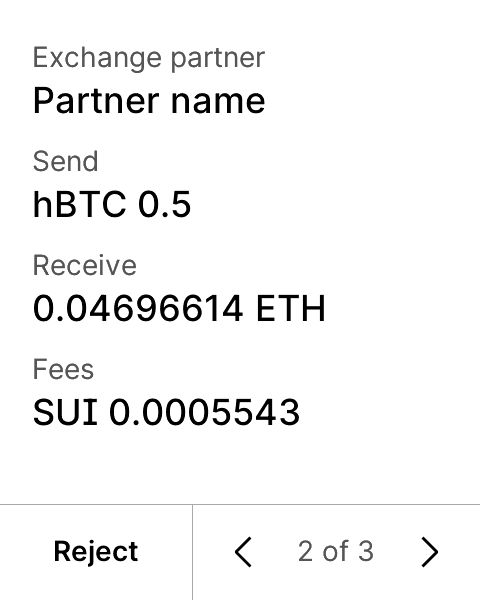 Exchange partner
Partner name
Send
hBTC 0.5
Receive
0.04696614 ETH
Fees
SUI 0.0005543
Reject
2 of 3